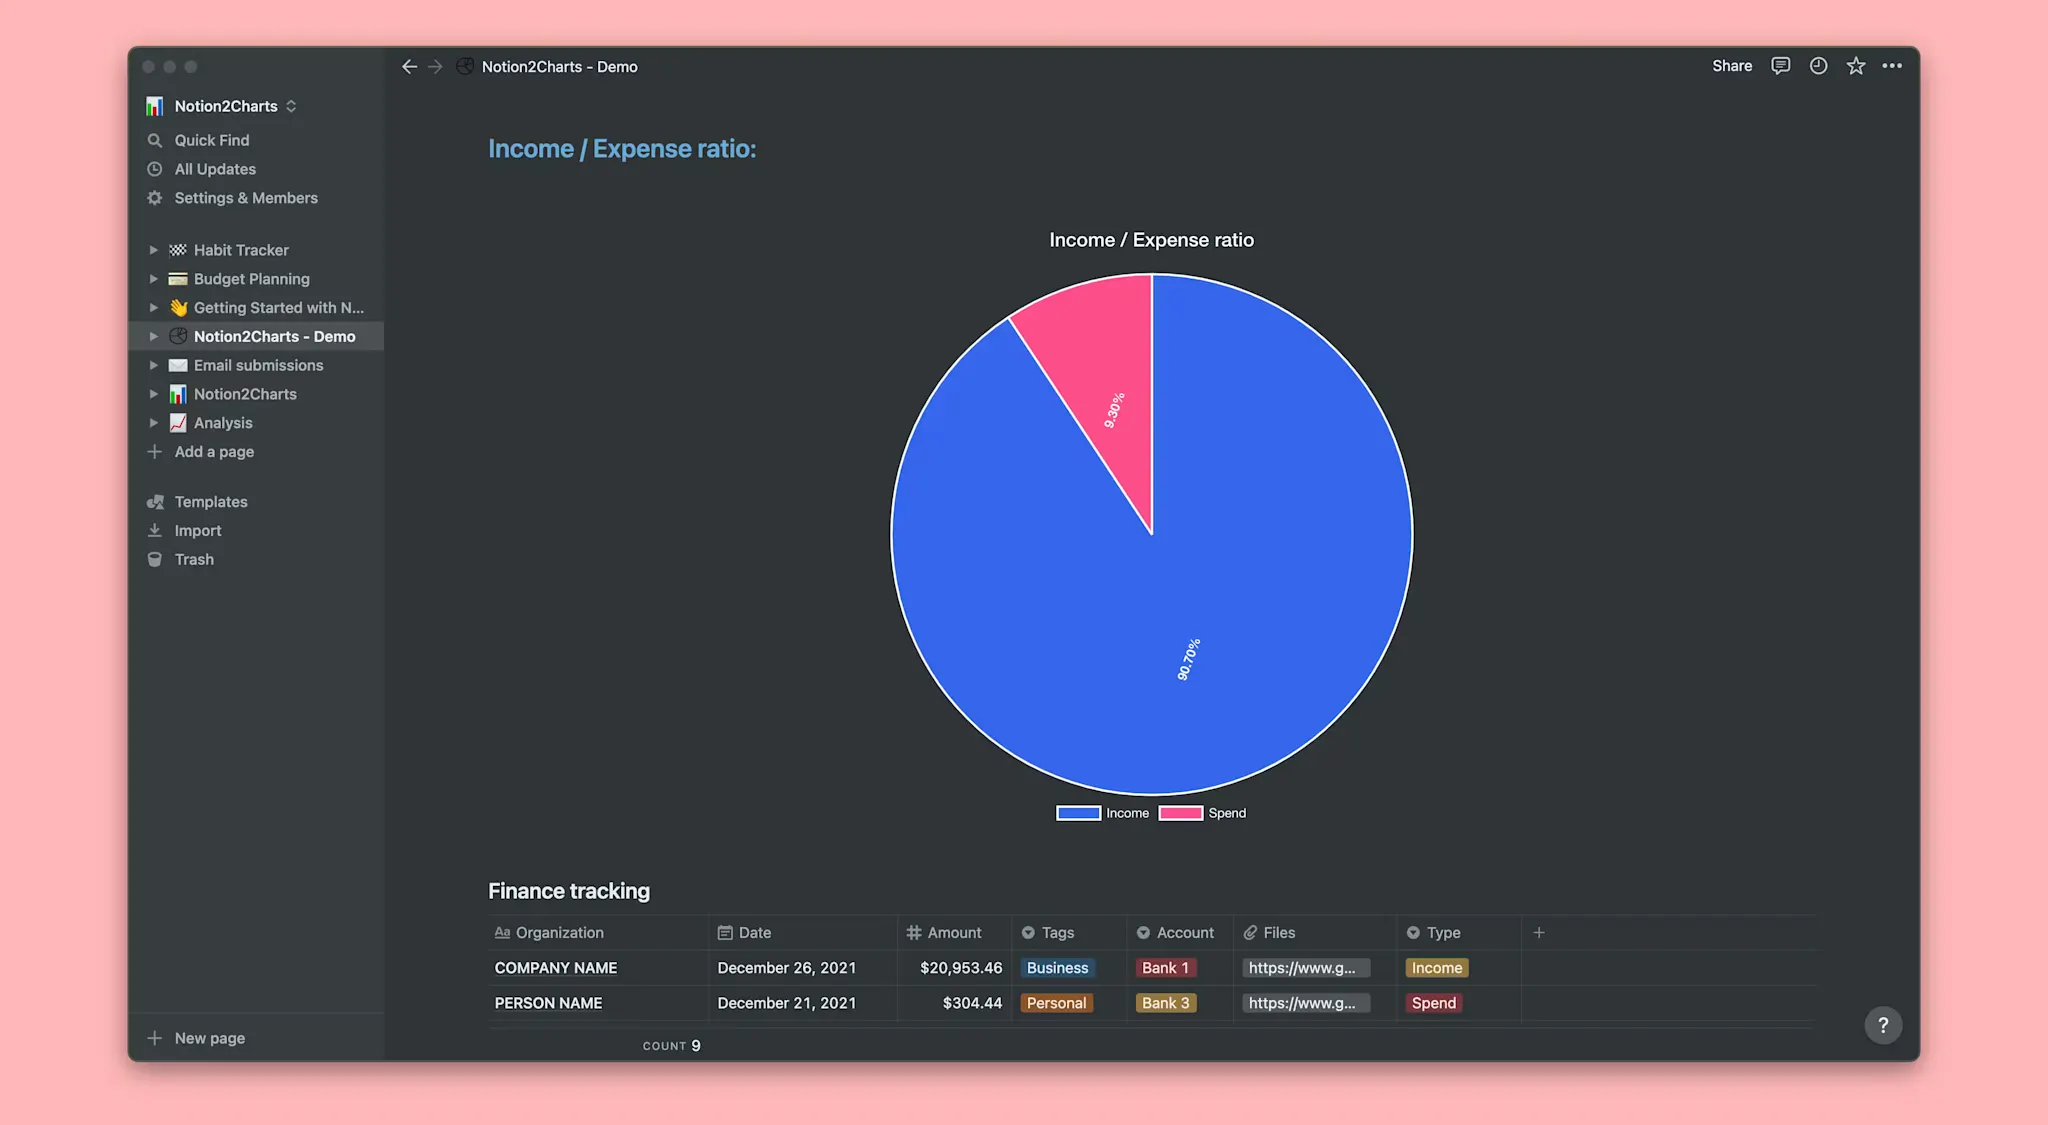 Notion2Charts
Quick Find
All Updates
Settings & Members
Habit Tracker
Budget Planning
Getting Started with N...
Notion2Charts - Demo
Email submissions
Notion2Charts
Analysis
Add a page
Templates
Import
Trash
New page
Notion2Charts - Demo
Share
Income / Expense ratio:
Income / Expense ratio
9.30%
90.70%
Income Spend
Finance tracking
Aa Organization Date Amount Tags Account Files Type
COMPANY NAME December 26, 2021 $20,953.46 Business Bank 1 https://www.g... Income
PERSON NAME December 21, 2021 $304.44 Personal Bank 3 https://www.g... Spend
COUNT 9
?